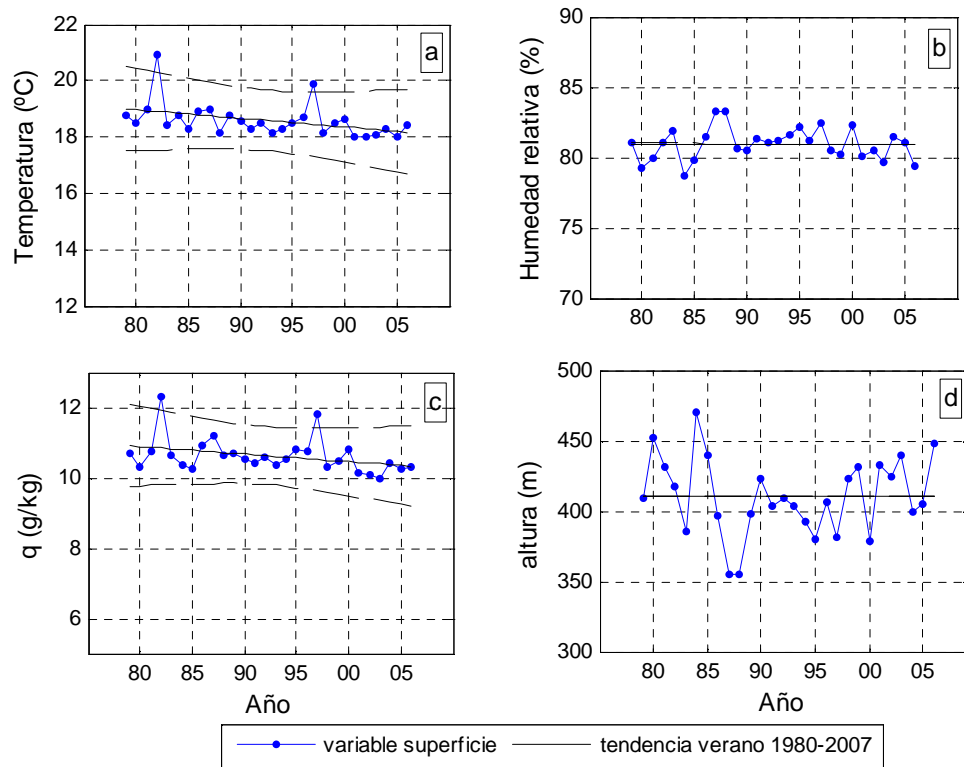 22
20
18
16
14
12
Temperatura (ºC)
80 85 90 95 00 05
a
90
85
80
75
70
Humedad relativa (%)
80 85 90 95 00 05
b
12
10
8
6
q (g/kg)
80 85 90 95 00 05
Año
c
500
450
400
350
300
altura (m)
80 85 90 95 00 05
Año
d
variable superficie
tendencia verano 1980-2007